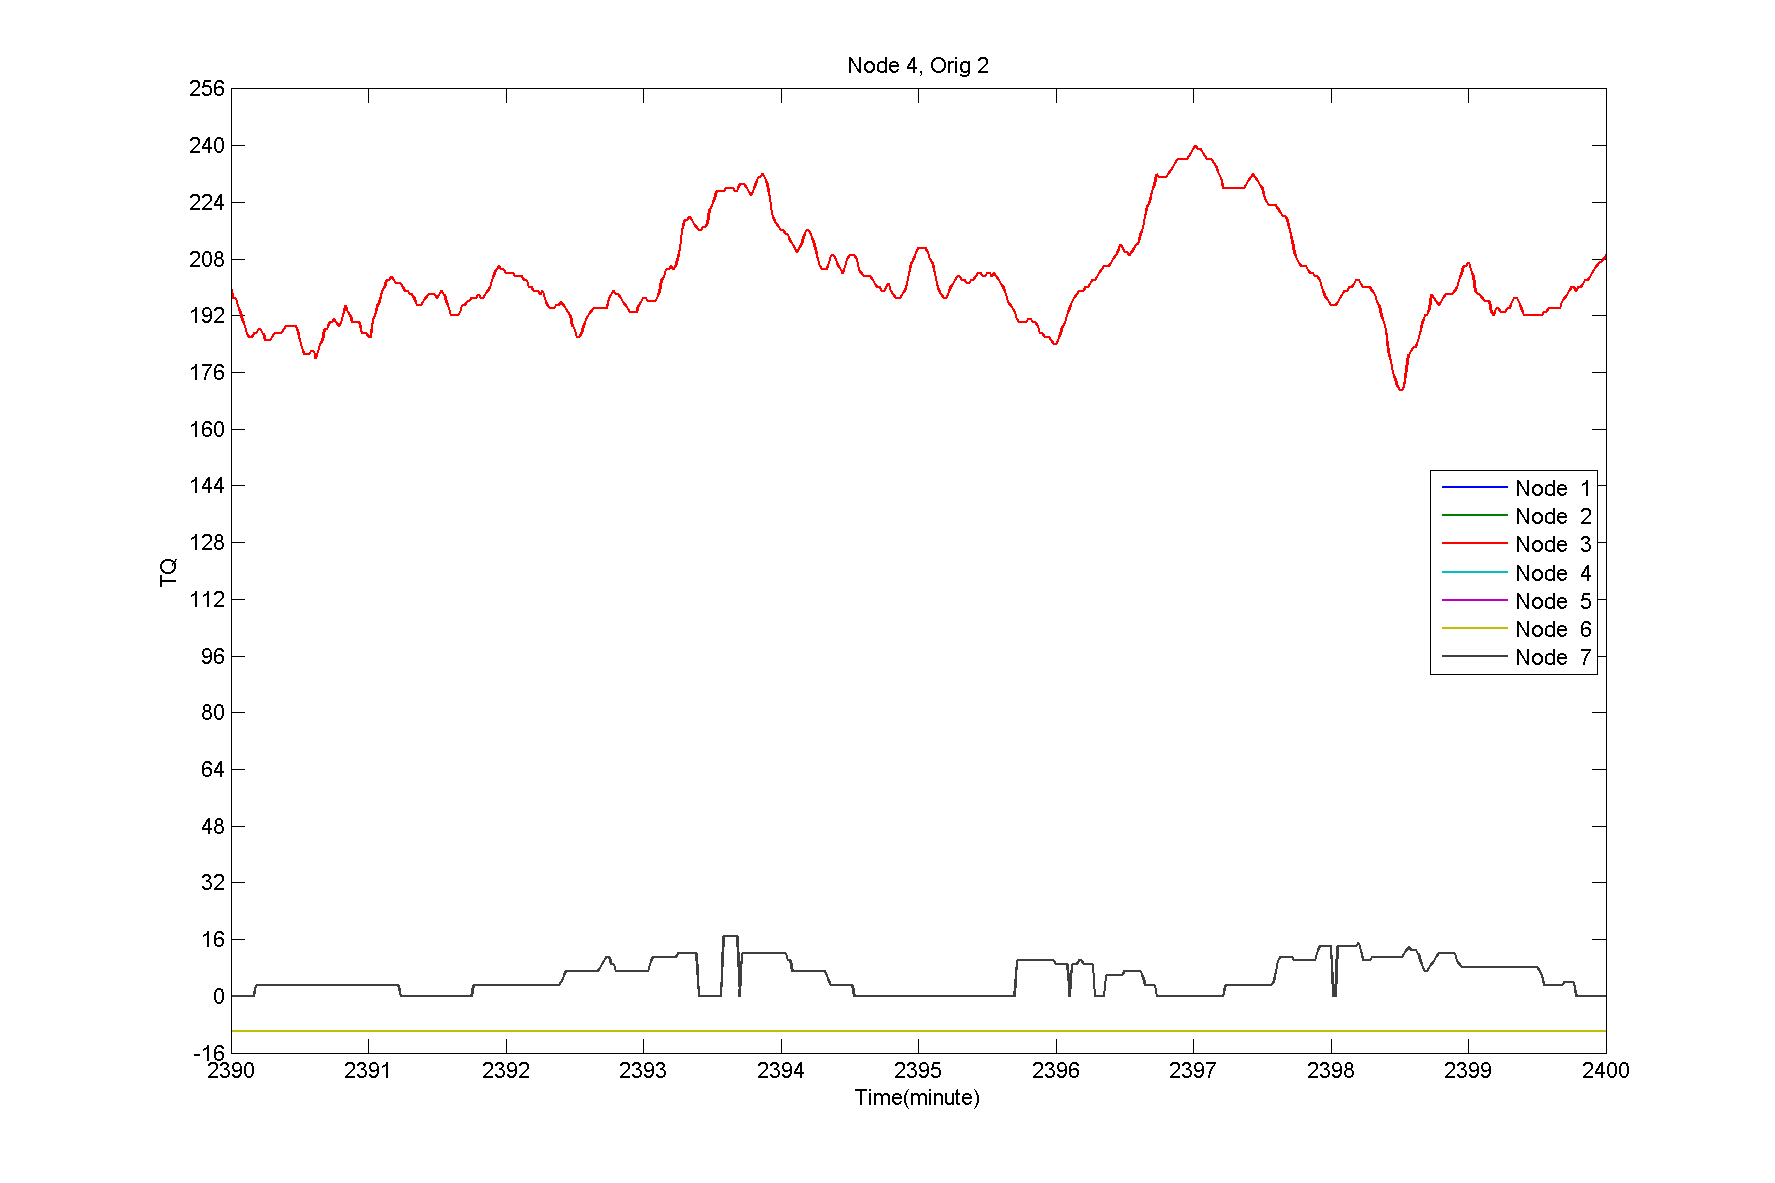 Node 4, Orig 2
256
240
224
208
192
176
160
144
128
112
96
80
64
48
32
16
0
-16
TQ
Node 1
Node 2
Node 3
Node 4
Node 5
Node 6
Node 7
2390 2391 2392 2393 2394 2395 2396 2397 2398 2399 2400
Time(minute)